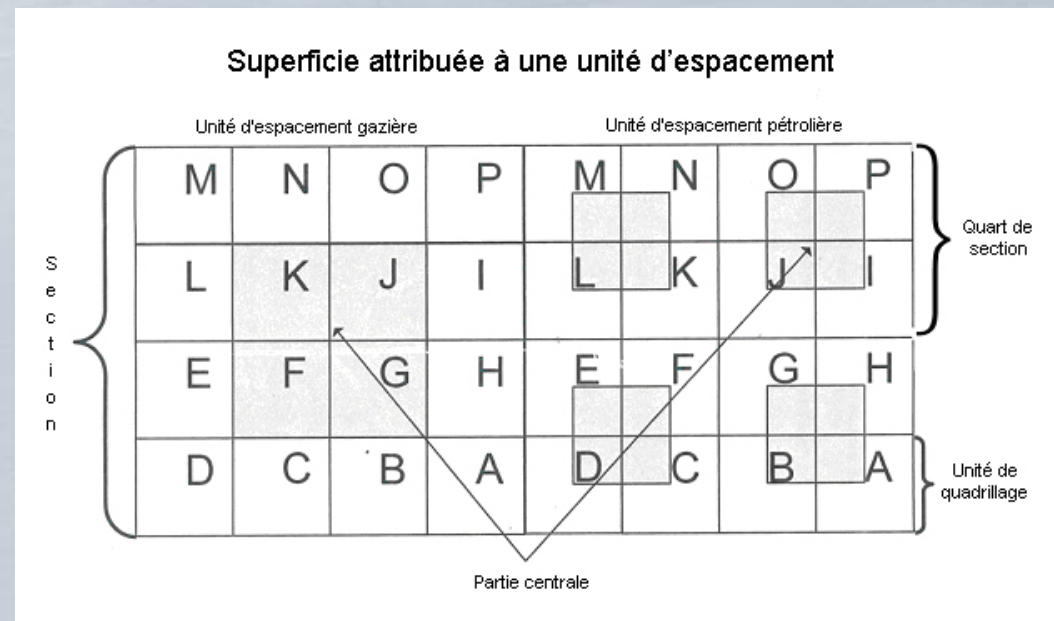 Superficie attribuée à une unité d'espacement
Unité d'espacement gazière
Unité d'espacement pétrolière
M N O P M N O P
L K J I L K J I
E F G H E F G H
D C B A D C B A
Section
Quart de
section
Unité de
quadrillage
Partie centrale